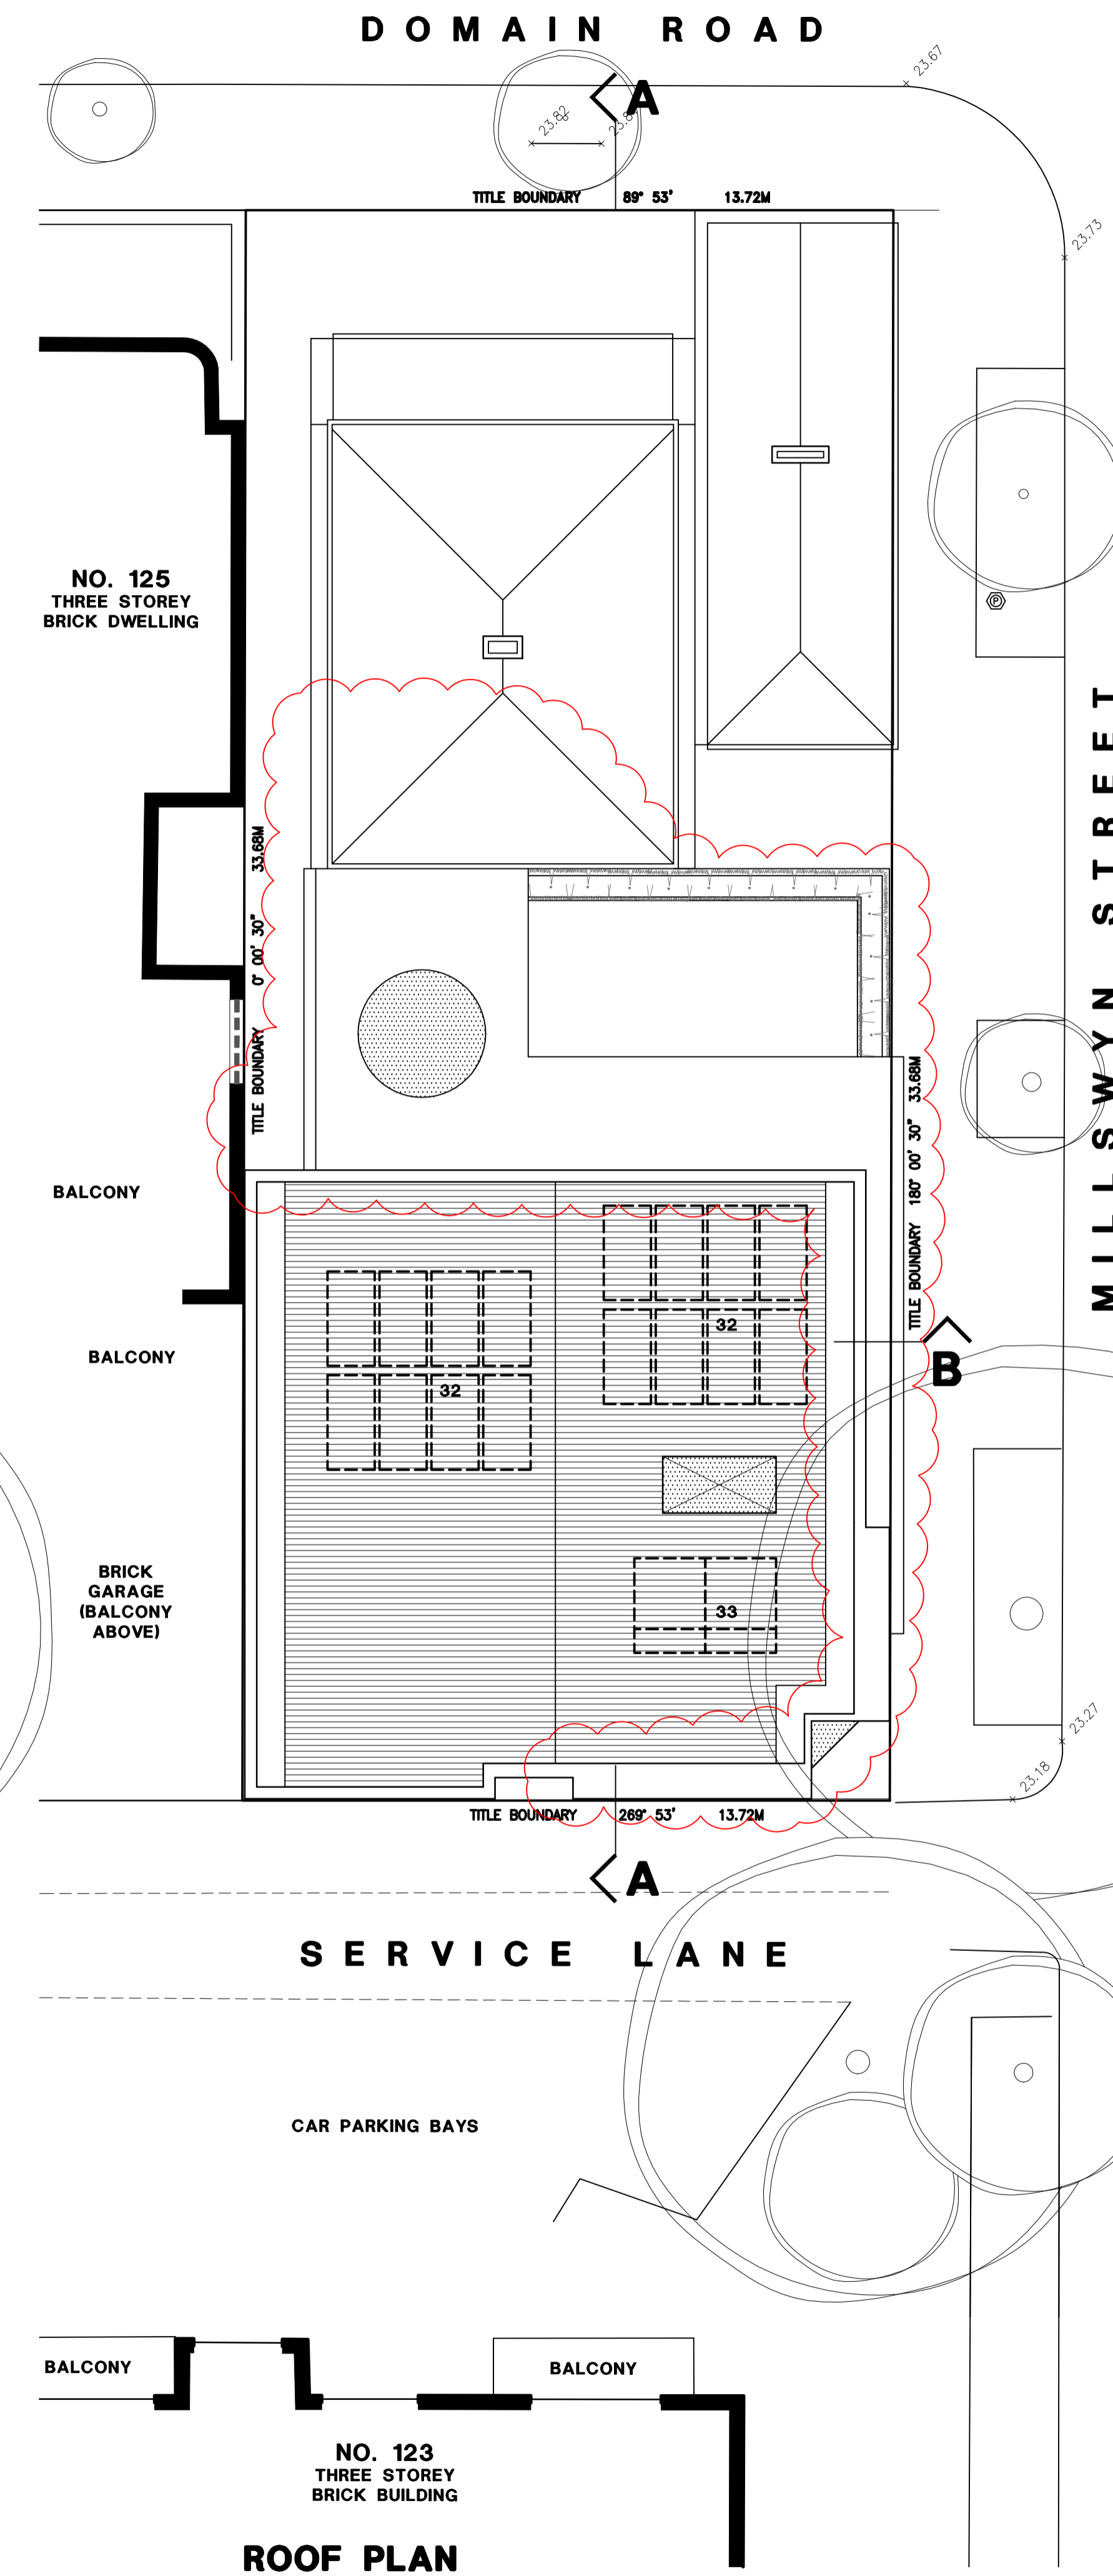 DOMAIN ROAD
23.67
A
23.82
TITLE BOUNDARY 89° 53' 13.72M
23.73
NO. 125
THREE STOREY
BRICK DWELLING
P
MILLSWYN STREET
TITLE BOUNDARY 0° 00' 30" 33.68M
TITLE BOUNDARY 180° 00' 30" 33.68M
BALCONY
32
B
BALCONY
32
BRICK
GARAGE
(BALCONY
ABOVE)
33
23.27
23.18
TITLE BOUNDARY 269° 53' 13.72M
A
SERVICE LANE
CAR PARKING BAYS
BALCONY
BALCONY
NO. 123
THREE STOREY
BRICK BUILDING
ROOF PLAN